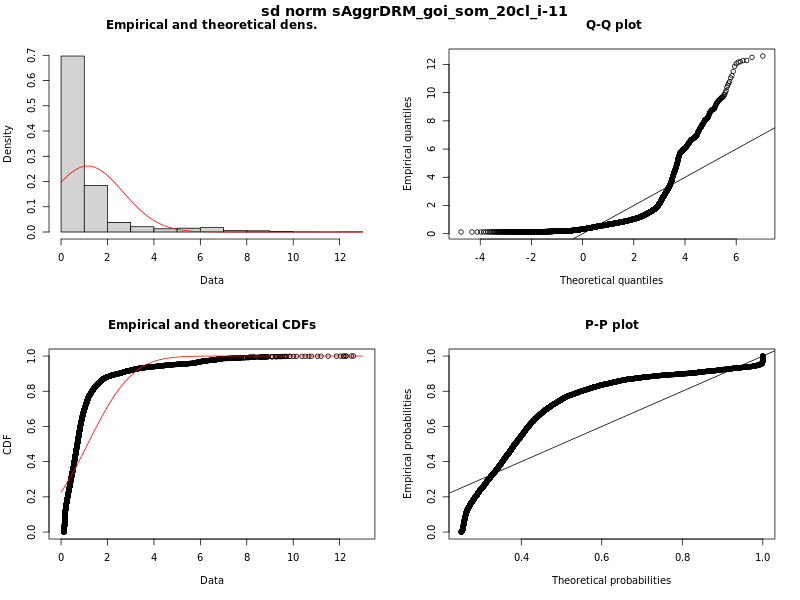 sd norm sAggrDRM_goi_som_20cl_i-11
Empirical and theoretical dens.
Density
0.0 0.1 0.2 0.3 0.4 0.5 0.6 0.7
0 2 4 6 8 10 12
Data
Q-Q plot
Empirical quantiles
0 2 4 6 8 10 12
-4 -2 0 2 4 6
Theoretical quantiles
Empirical and theoretical CDFs
CDF
0.0 0.2 0.4 0.6 0.8 1.0
0 2 4 6 8 10 12
Data
P-P plot
Empirical probabilities
0.0 0.2 0.4 0.6 0.8 1.0
0.4 0.6 0.8 1.0
Theoretical probabilities